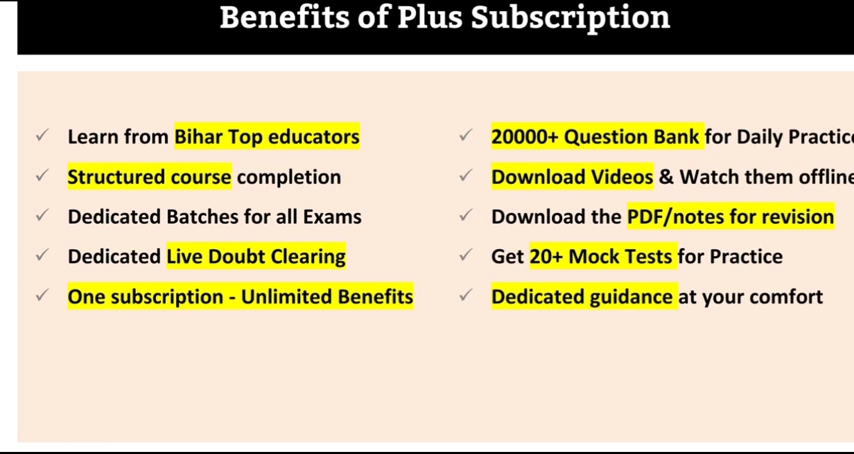 Benefits of Plus Subscription
✓ Learn from Bihar Top educators
✓ Structured course completion
✓ Dedicated Batches for all Exams
✓ Dedicated Live Doubt Clearing
✓ One subscription - Unlimited Benefits
✓ 20000+ Question Bank for Daily Practice
✓ Download Videos & Watch them offline
✓ Download the PDF/notes for revision
✓ Get 20+ Mock Tests for Practice
✓ Dedicated guidance at your comfort